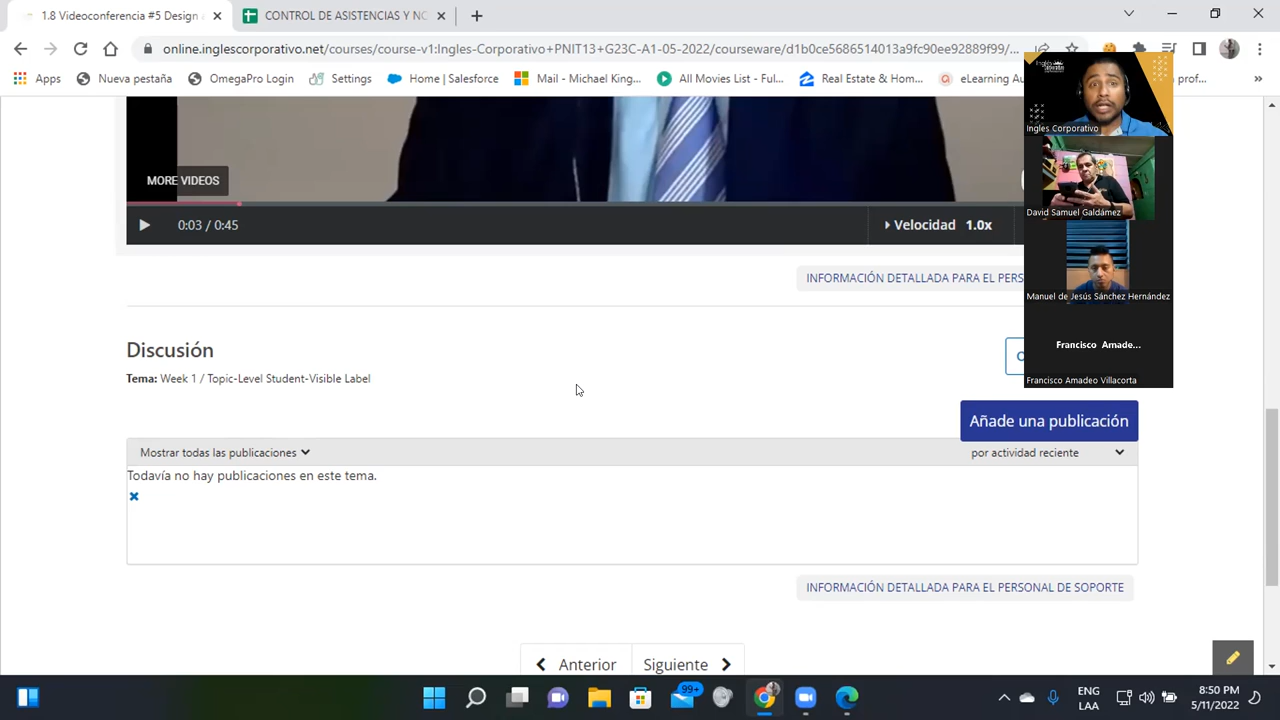 1.8 Videoconferencia #5 Design
CONTROL DE ASISTENCIAS Y NO
online.inglescorporativo.net/courses/course-v1:Ingles-Corporativo+PNIT13+G23C-A1-05-2022/courseware/d1b0ce5686514013a9fc90ee92889f99/...
Apps
Nueva pestaña
OmegaPro Login
Settings
Home | Salesforce
Mail - Michael King...
All Movies List - Ful...
Real Estate & Hom...
eLearning Au
prof...
»
Ingles Corporativo
David Samuel Galdámez
Manuel de Jesús Sánchez Hernández
Francisco Amade...
Francisco Amadeo Villacorta
MORE VIDEOS
0:03 / 0:45
Velocidad 1.0x
INFORMACIÓN DETALLADA PARA EL PERS
Discusión
Tema: Week 1 / Topic-Level Student-Visible Label
Añade una publicación
Mostrar todas las publicaciones
por actividad reciente
Todavía no hay publicaciones en este tema.
INFORMACIÓN DETALLADA PARA EL PERSONAL DE SOPORTE
Anterior
Siguiente
99+
ENG
LAA
8:50 PM
5/11/2022